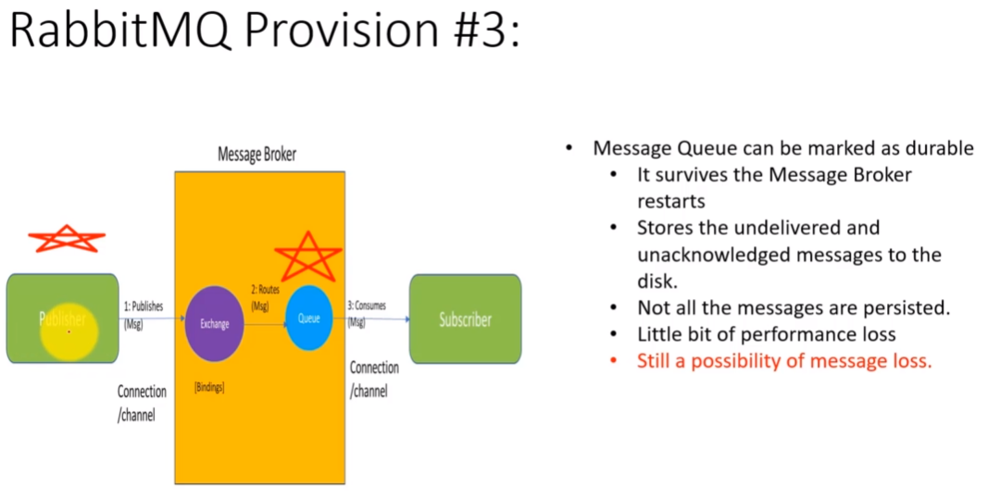 RabbitMQ Provision #3:
Message Broker
Publisher
1: Publishes
(Msg)
Exchange
2: Routes
(Msg)
Queue
3: Consumes
(Msg)
Subscriber
Connection
/channel
[Bindings]
Connection
/channel
• Message Queue can be marked as durable
• It survives the Message Broker
restarts
• Stores the undelivered and
unacknowledged messages to the
disk.
• Not all the messages are persisted.
• Little bit of performance loss
• Still a possibility of message loss.